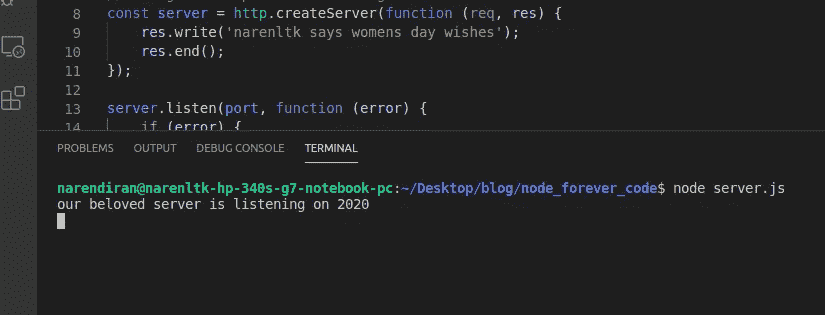 8 const server = http.createServer(function (req, res) {
9 res.write('narenltk says womens day wishes');
10 res.end();
11 });
12
13 server.listen(port, function (error) {
14 if (error) {
PROBLEMS OUTPUT DEBUG CONSOLE TERMINAL
narendiran@narenltk-hp-340s-g7-notebook-pc:~/Desktop/blog/node_forever_code$ node server.js
our beloved server is listening on 2020